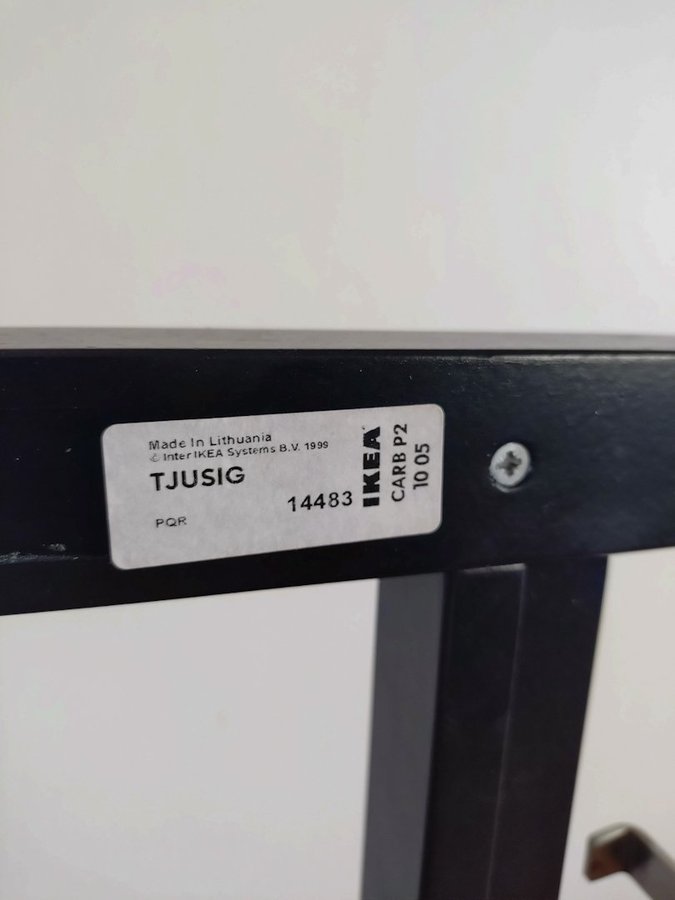 Made In Lithuania
© Inter IKEA Systems B.V. 1999
TJUSIG
14483
PQR
IKEA
CARB P2
10 05